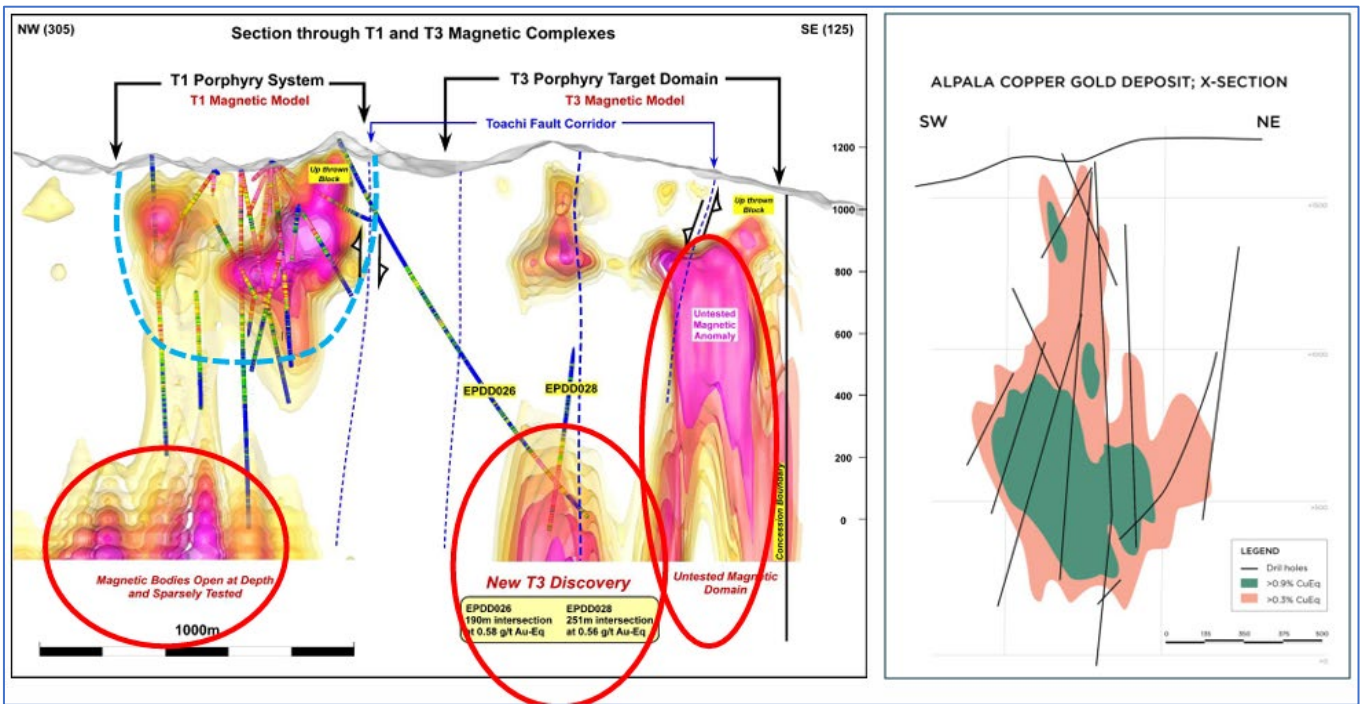 NW (305)
Section through T1 and T3 Magnetic Complexes
SE (125)
T1 Porphyry System
T1 Magnetic Model
T3 Porphyry Target Domain
T3 Magnetic Model
Toachi Fault Corridor
Up thrown
Block
Up thrown
Block
1200
1000
800
600
400
200
0
Untested
Magnetic
Anomaly
EPDD026
EPDD028
Concession Boundary
Magnetic Bodies Open at Depth
and Sparsely Tested
New T3 Discovery
Untested Magnetic
Domain
EPDD026
190m intersection
at 0.58 g/t Au-Eq
EPDD028
251m intersection
at 0.56 g/t Au-Eq
1000m
ALPALA COPPER GOLD DEPOSIT; X-SECTION
SW
NE
+1500
+1000
+500
LEGEND
Dril holes
>0.9% CuEq
>0.3% CuEq
0
375
500
+0